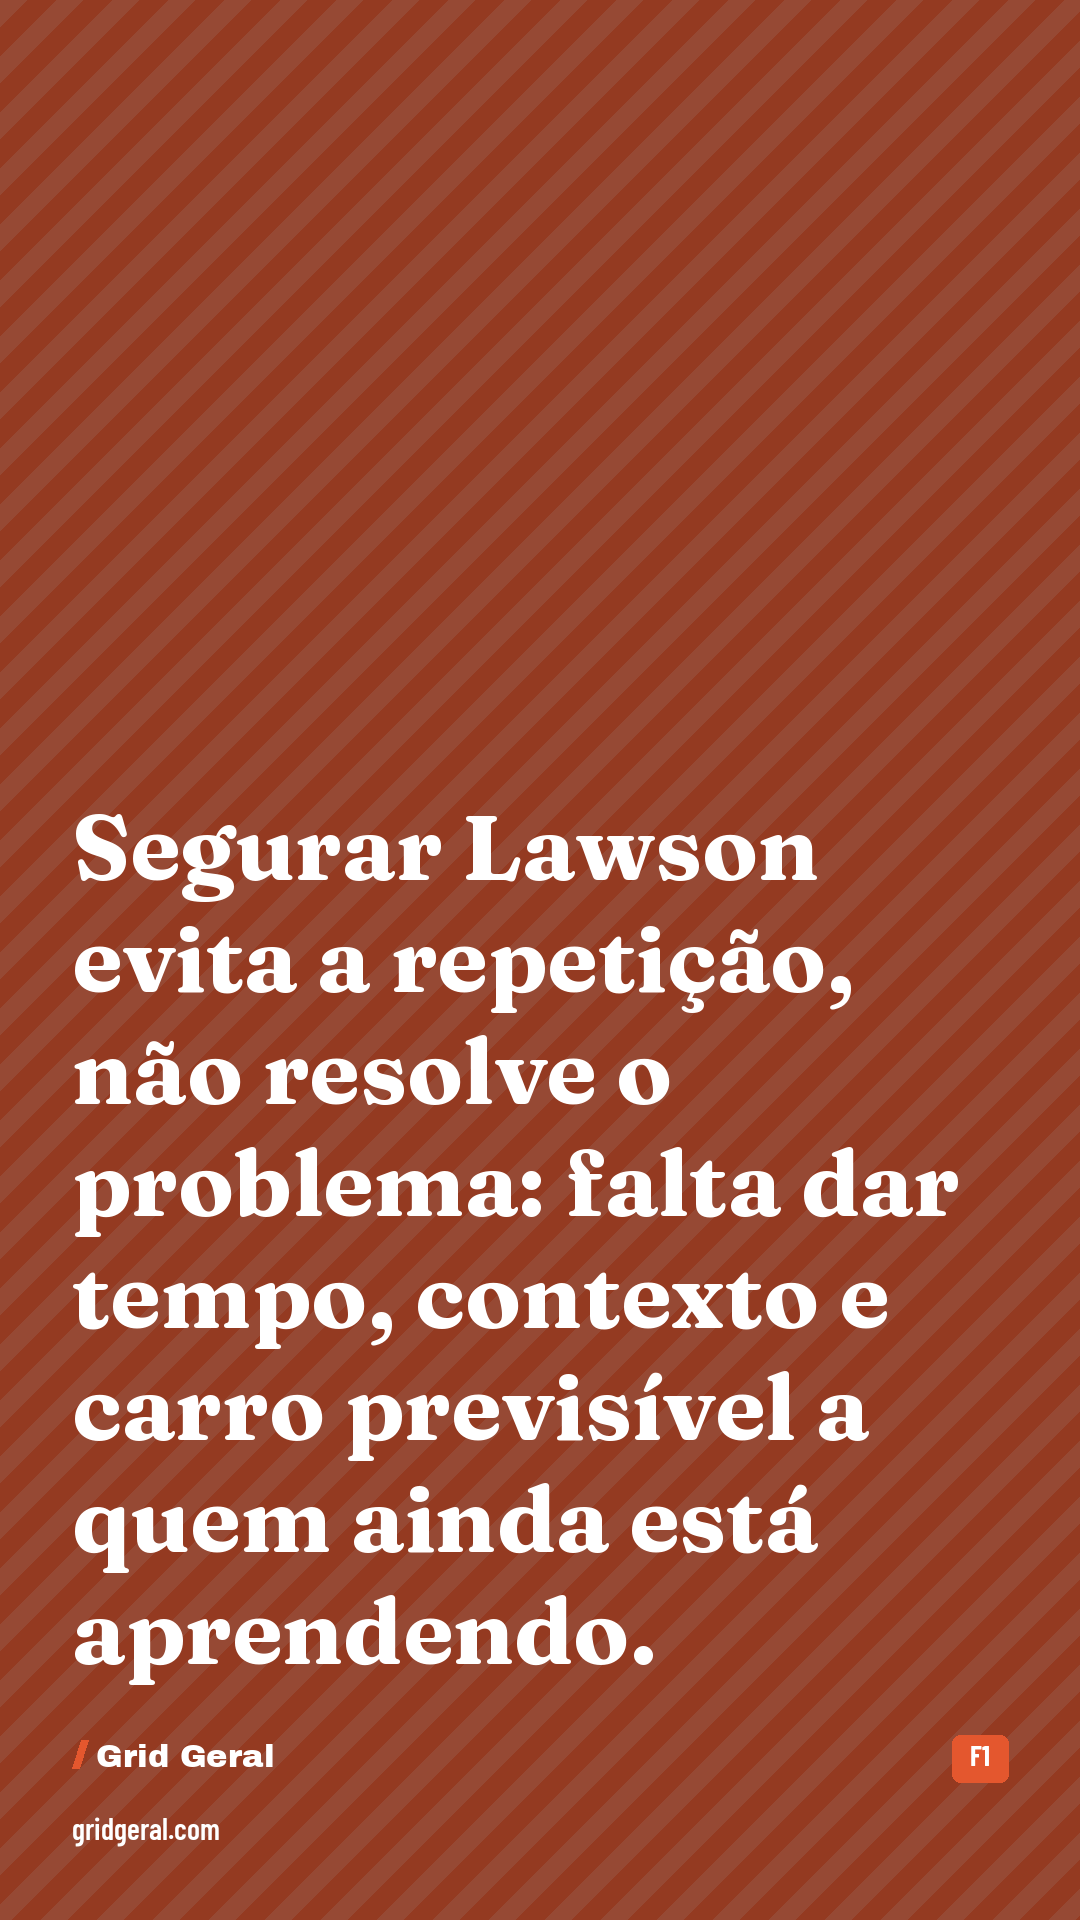 Segurar Lawson
evita a repetição,
não resolve o
problema: falta dar
tempo, contexto e
carro previsível a
quem ainda está
aprendendo.
/ Grid Geral
F1
gridgeral.com